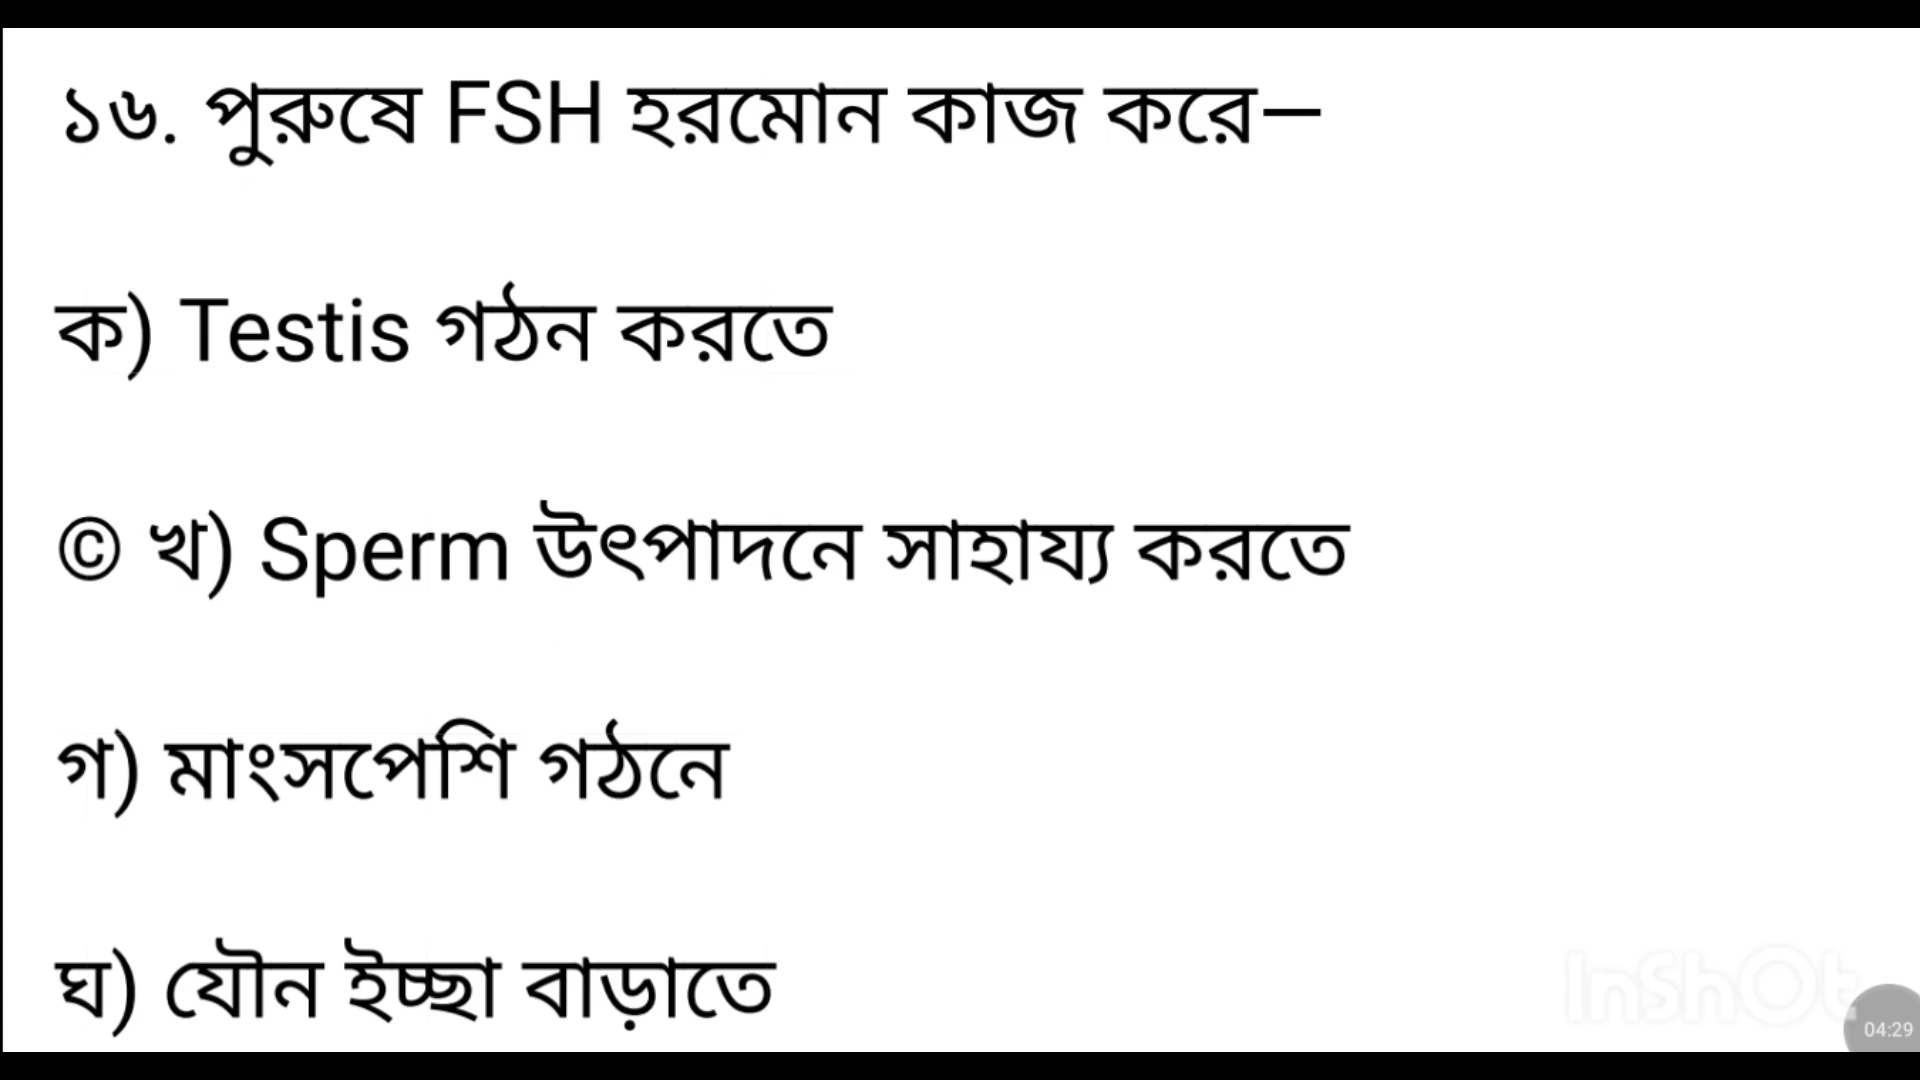 ১৬. পুরুষে FSH হরমোন কাজ করে—
ক) Testis গঠন করতে
© খ) Sperm উৎপাদনে সাহায্য করতে
গ) মাংসপেশি গঠনে
ঘ) যৌন ইচ্ছা বাড়াতে
InShOt
04:29